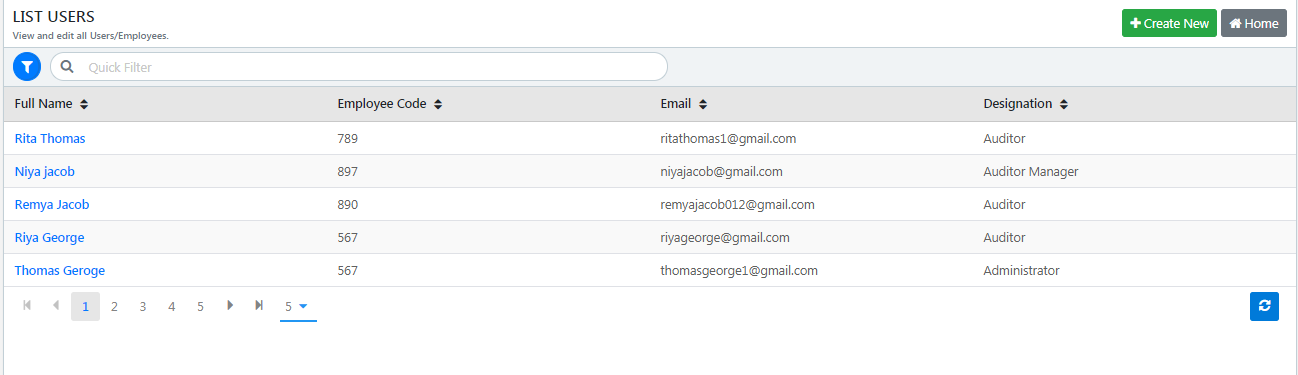 LIST USERS
View and edit all Users/Employees.
Create New Home
Quick Filter
Full Name Employee Code Email Designation
Rita Thomas 789 ritathomas1@gmail.com Auditor
Niya jacob 897 niyajacob@gmail.com Auditor Manager
Remya Jacob 890 remyajacob012@gmail.com Auditor
Riya George 567 riyageorge@gmail.com Auditor
Thomas Geroge 567 thomasgeorge1@gmail.com Administrator
1 2 3 4 5 5